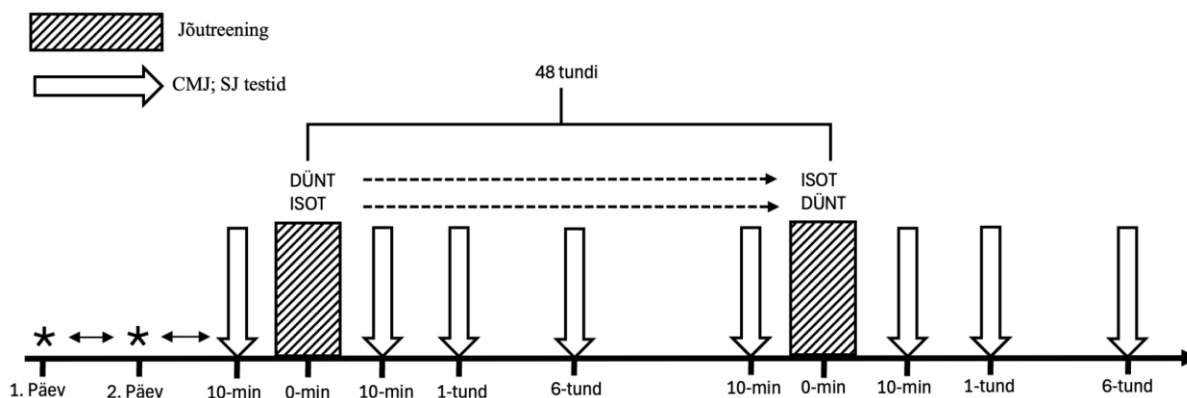 Jõutreening
CMJ; SJ testid
48 tundi
DÜNT
ISOT
ISOT
DÜNT
* * 
1. Päev 2. Päev 10-min 0-min 10-min 1-tund 6-tund 10-min 0-min 10-min 1-tund 6-tund